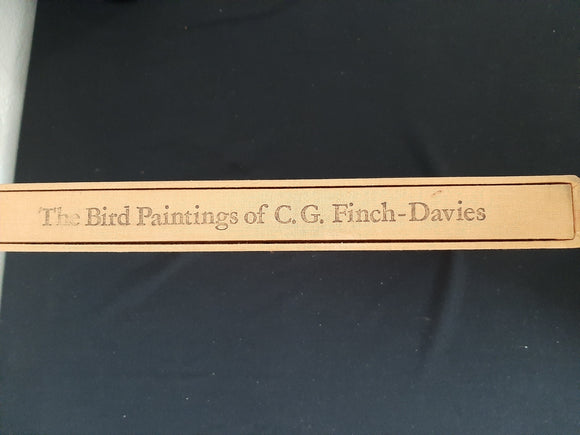 The Bird Paintings of C. G. Finch-Davies